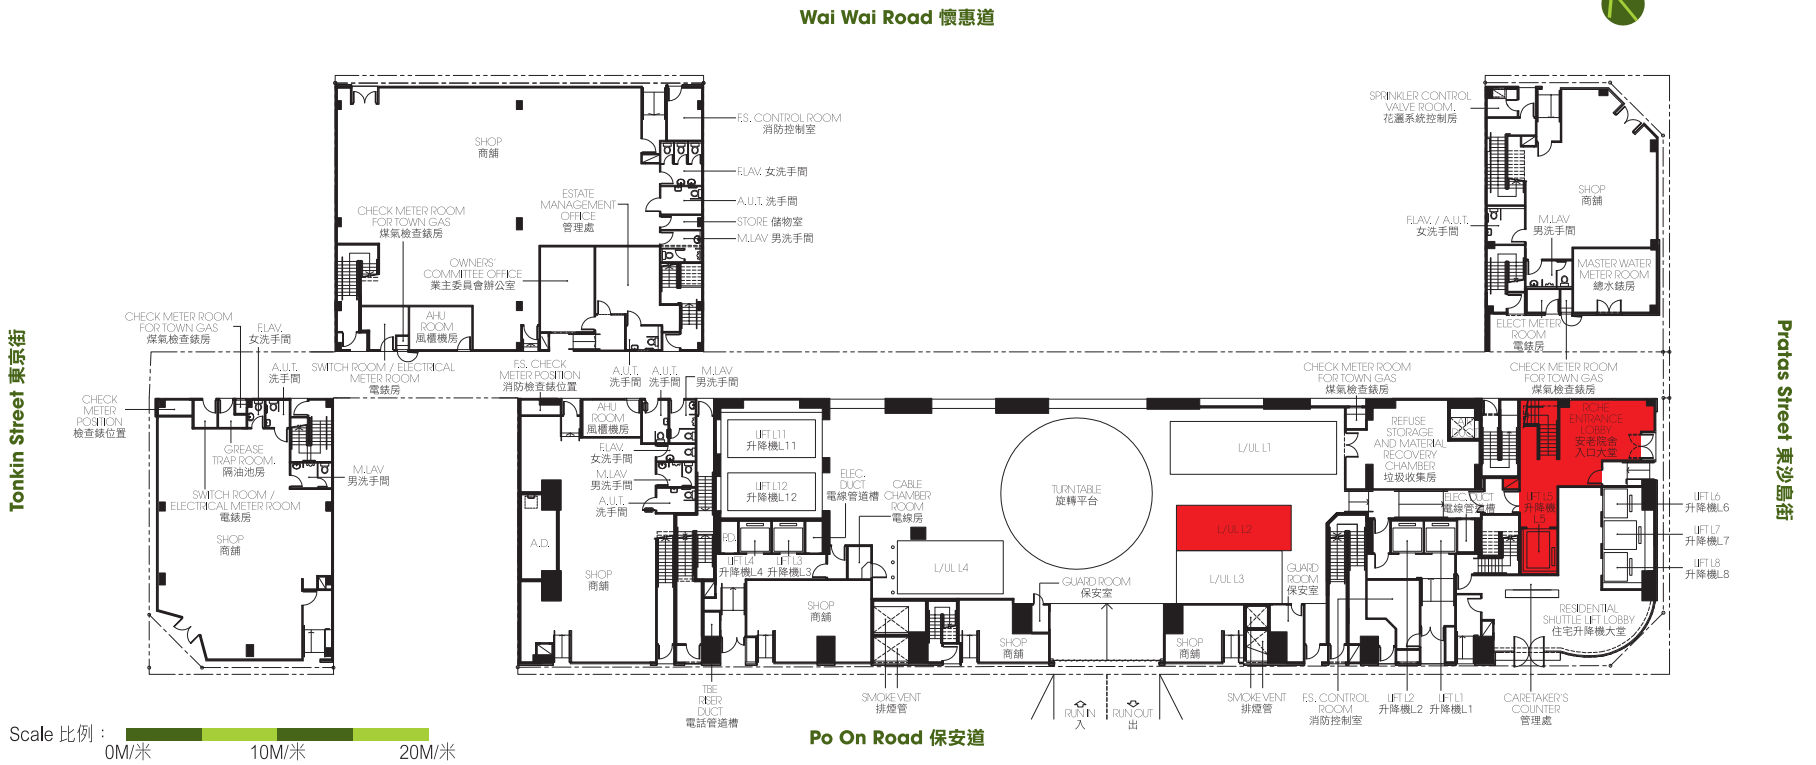 Wai Wai Road 懷惠道
Tonkin Street 東京街
Pratas Street 東沙島街
Po On Road 保安道
SHOP
商舖
F.S. CONTROL ROOM
消防控制室
F.LAV. 女洗手間
A.U.T. 洗手間
STORE 儲物室
M.LAV 男洗手間
ESTATE
MANAGEMENT
OFFICE
管理處
CHECK METER ROOM
FOR TOWN GAS
煤氣檢查錶房
OWNERS'
COMMITTEE OFFICE
業主委員會辦公室
AHU
ROOM
風櫃機房
SWITCH ROOM / ELECTRICAL
METER ROOM
電錶房
F.S. CHECK
METER POSITION
消防檢查錶位置
A.U.T.
洗手間
A.U.T.
洗手間
M.LAV
男洗手間
SPRINKLER CONTROL
VALVE ROOM.
花灑系統控制房
SHOP
商舖
F.LAV. / A.U.T.
女洗手間
M.LAV
男洗手間
MASTER WATER
METER ROOM
總水錶房
ELECT METER
ROOM
電錶房
CHECK METER ROOM
FOR TOWN GAS
煤氣檢查錶房
CHECK METER ROOM
FOR TOWN GAS
煤氣檢查錶房
CHECK METER ROOM
FOR TOWN GAS
煤氣檢查錶房
F.LAV.
女洗手間
A.U.T.
洗手間
CHECK
METER
POSITION
檢查錶位置
GREASE
TRAP ROOM.
隔油池房
M.LAV
男洗手間
SWITCH ROOM /
ELECTRICAL METER ROOM
電錶房
SHOP
商舖
AHU
ROOM
風櫃機房
F.LAV.
女洗手間
M.LAV
男洗手間
A.U.T.
洗手間
A.D.
SHOP
商舖
LIFT L11
升降機L11
LIFT L12
升降機L12
ELEC.
DUCT
電線管道槽
CABLE
CHAMBER
ROOM
電線房
P.D.
LIFT L4
升降機L4
LIFT L3
升降機L3
SHOP
商舖
TURNTABLE
旋轉平台
L/UL L1
L/UL L2
L/UL L3
L/UL L4
GUARD ROOM
保安室
GUARD
ROOM
保安室
SHOP
商舖
SHOP
商舖
REFUSE
STORAGE
AND MATERIAL
RECOVERY
CHAMBER
垃圾收集房
ELEC. DUCT
電線管道槽
RCHE
ENTRANCE
LOBBY
安老院舍
入口大堂
LIFT L5
升降機
L5
LIFT L6
升降機L6
LIFT L7
升降機L7
LIFT L8
升降機L8
RESIDENTIAL
SHUTTLE LIFT LOBBY
住宅升降機大堂
TBE
RISER
DUCT
電話管道槽
SMOKE VENT
排煙管
RUN IN
入
RUN OUT
出
SMOKE VENT
排煙管
F.S. CONTROL
ROOM
消防控制室
LIFT L2
升降機L2
LIFT L1
升降機L1
CARETAKER'S
COUNTER
管理處
Scale 比例：
0M/米
10M/米
20M/米